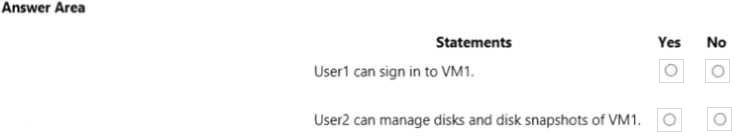 Answer Area
Statements Yes No
User1 can sign in to VM1.
User2 can manage disks and disk snapshots of VM1.